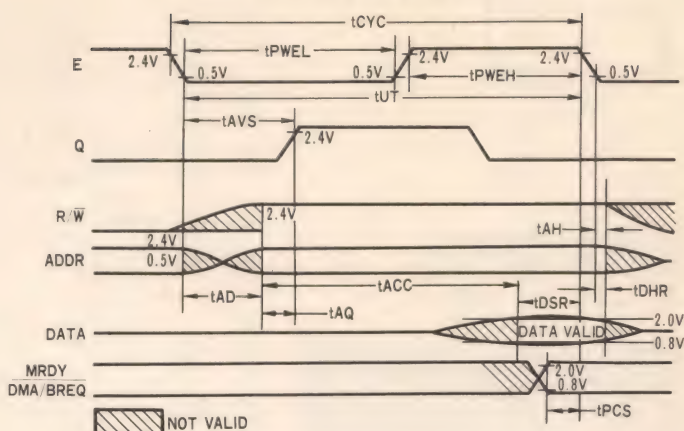 tCYC
E
2.4V
tPWEL
0.5V
0.5V
2.4V
tPWEH
2.4V
0.5V
tUT
tAVS
Q
2.4V
R/W̅
2.4V
tAH
2.4V
ADDR
0.5V
tAD
tACC
tDHR
tAQ
tDSR
DATA
DATA VALID
2.0V
0.8V
MRDY
D̅M̅A̅/̅B̅R̅E̅Q̅
2.0V
0.8V
tPCS
NOT VALID